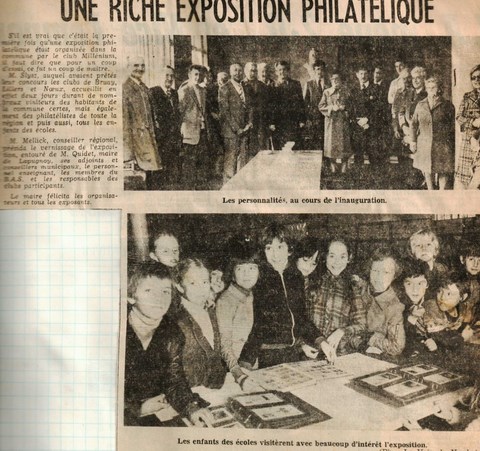 UNE RICHE EXPOSITION PHILATELIQUE
S'il est vrai que c'était la pre-
mière fois qu'une exposition phi-
latélique était organisée dans la
commune par le club Millénium,
il faut dire que pour un coup
d'essai, ce fut un coup de maître.
M. auquel avaient prêtés
leur concours les clubs de Bruay,
Lillers et Nœux, accueillit en
effet deux jours durant de nom-
breux visiteurs des habitants de
la commune certes, mais égale-
ment des philatélistes de toute la
région et puis aussi, tous les en-
fants des écoles.
M. Mellick, conseiller régional,
présida le vernissage de l'exposi-
tion, entouré de M. Quidet, maire
de Lapugnoy, ses adjoints et
conseillers municipaux, le person-
nel enseignant, les membres du
B.A.S. et les responsables des
clubs participants.
Le maire félicita les organisa-
teurs et tous les exposants.
Les personnalités, au cours de l'inauguration.
Les enfants des écoles visitèrent avec beaucoup d'intérêt l'exposition.